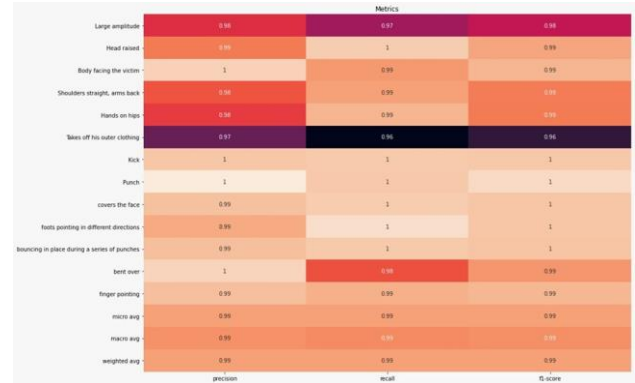 Metrics
Large amplitude 0.98 0.97 0.98
Head raised 0.99 1 0.99
Body facing the victim 1 0.99 0.99
Shoulders straight, arms back 0.98 0.99 0.99
Hands on hips 0.98 0.99 0.99
Takes off his outer clothing 0.97 0.96 0.96
Kick 1 1 1
Punch 1 1 1
covers the face 0.99 1 1
foots pointing in different directions 0.99 1 1
bouncing in place during a series of punches 0.99 1 1
bent over 1 0.98 0.99
finger pointing 0.99 0.99 0.99
micro avg 0.99 0.99 0.99
macro avg 0.99 0.99 0.99
weighted avg 0.99 0.99 0.99
precision recall f1-score